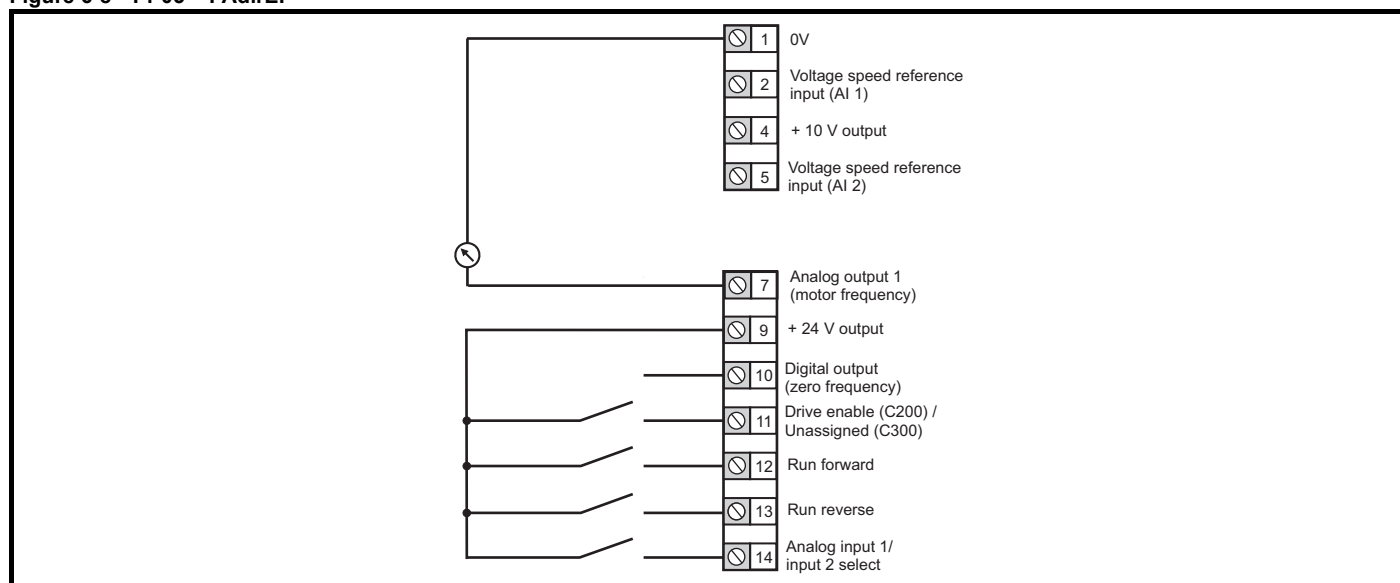 1 0V
2 Voltage speed reference
input (AI 1)
4 + 10 V output
5 Voltage speed reference
input (AI 2)
7 Analog output 1
(motor frequency)
9 + 24 V output
10 Digital output
(zero frequency)
11 Drive enable (C200) /
Unassigned (C300)
12 Run forward
13 Run reverse
14 Analog input 1/
input 2 select